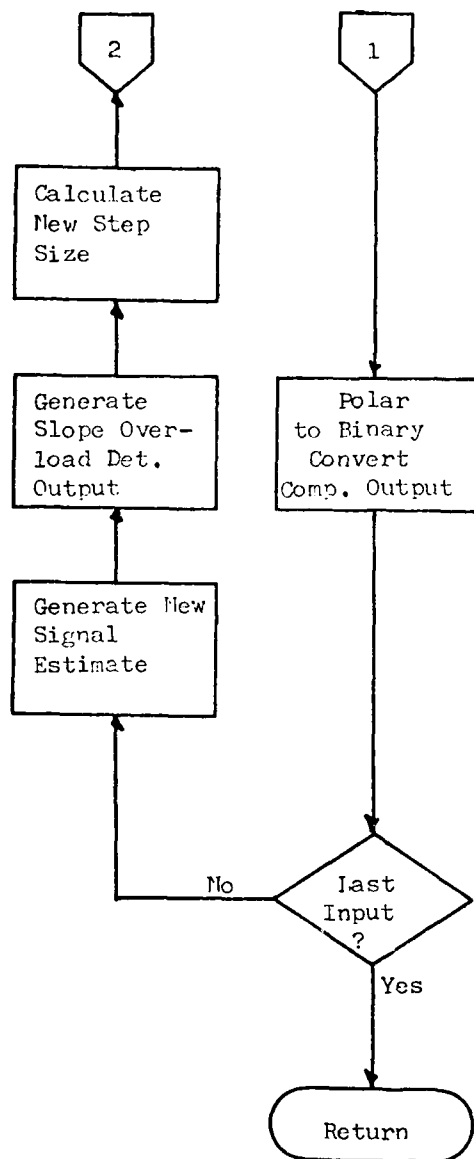 2
1
Calculate
New Step
Size
Generate
Slope Over-
load Det.
Output
Polar
to Binary
Convert
Comp. Output
Generate New
Signal
Estimate
No
Last
Input
?
Yes
Return